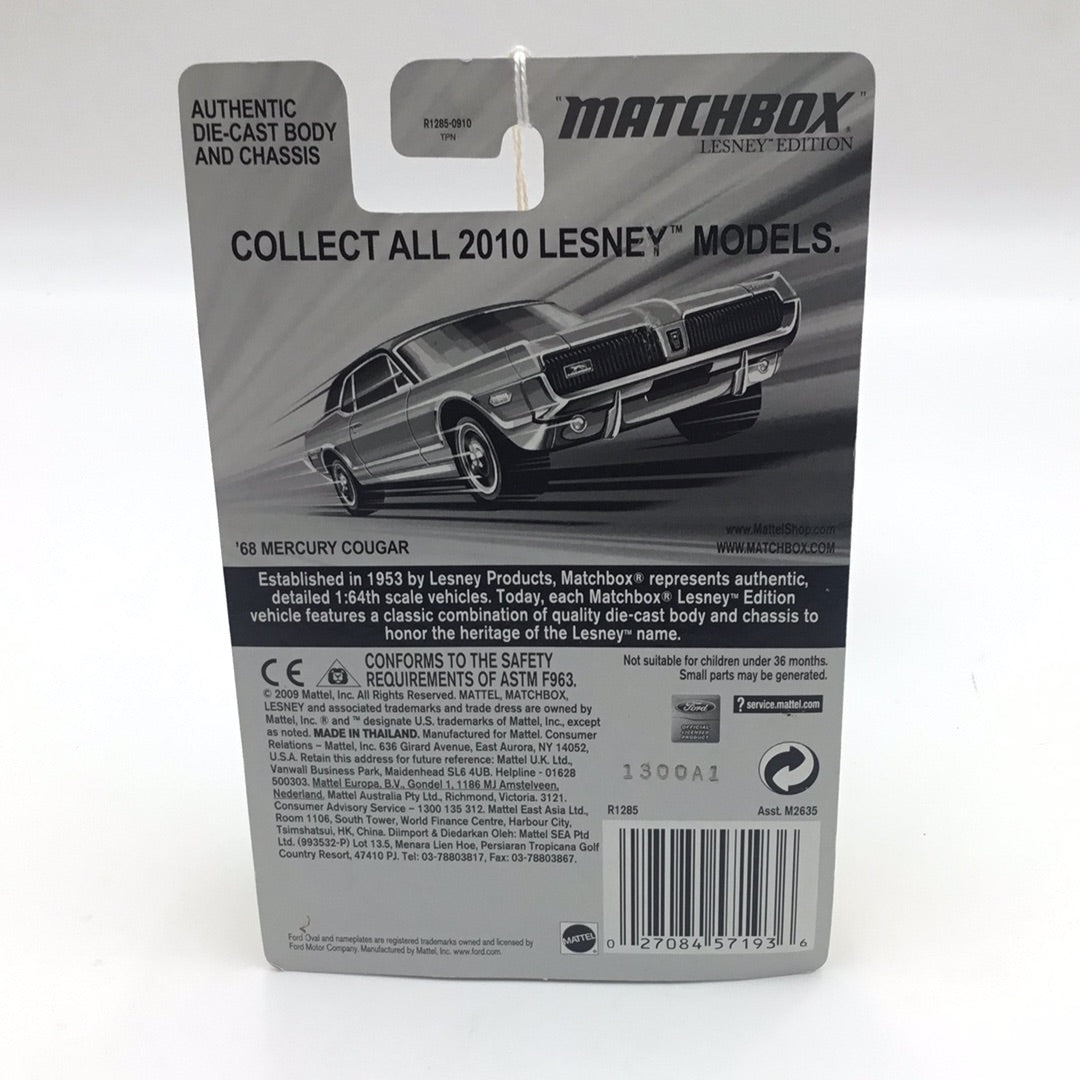 AUTHENTIC
DIE-CAST BODY
AND CHASSIS
R1285-0910
TPN
"MATCHBOX"®
LESNEY™ EDITION
COLLECT ALL 2010 LESNEY™ MODELS.
www.MattelShop.com
'68 MERCURY COUGAR
WWW.MATCHBOX.COM
Established in 1953 by Lesney Products, Matchbox® represents authentic,
detailed 1:64th scale vehicles. Today, each Matchbox® Lesney™ Edition
vehicle features a classic combination of quality die-cast body and chassis to
honor the heritage of the Lesney™ name.
CE
CONFORMS TO THE SAFETY
REQUIREMENTS OF ASTM F963.
© 2009 Mattel, Inc. All Rights Reserved. MATTEL, MATCHBOX,
LESNEY and associated trademarks and trade dress are owned by
Mattel, Inc. ® and ™ designate U.S. trademarks of Mattel, Inc., except
as noted. MADE IN THAILAND. Manufactured for Mattel. Consumer
Relations – Mattel, Inc. 636 Girard Avenue, East Aurora, NY 14052,
U.S.A. Retain this address for future reference: Mattel U.K. Ltd.,
Vanwall Business Park, Maidenhead SL6 4UB. Helpline - 01628
500303. Mattel Europa, B.V., Gondel 1, 1186 MJ Amstelveen,
Nederland. Mattel Australia Pty Ltd., Richmond, Victoria. 3121.
Consumer Advisory Service – 1300 135 312. Mattel East Asia Ltd.,
Room 1106, South Tower, World Finance Centre, Harbour City,
Tsimshatsui, HK, China. Diimport & Diedarkan Oleh: Mattel SEA Ptd
Ltd. (993532-P) Lot 13.5, Menara Lien Hoe, Persiaran Tropicana Golf
Country Resort, 47410 PJ. Tel: 03-78803817, Fax: 03-78803867.
Not suitable for children under 36 months.
Small parts may be generated.
Ford
OFFICIAL
LICENSED
PRODUCT
? service.mattel.com
1300A1
R1285
Asst. M2635
Ford Oval and nameplates are registered trademarks owned and licensed by
Ford Motor Company. Manufactured by Mattel, Inc. www.ford.com.
MATTEL
0 27084 57193 6